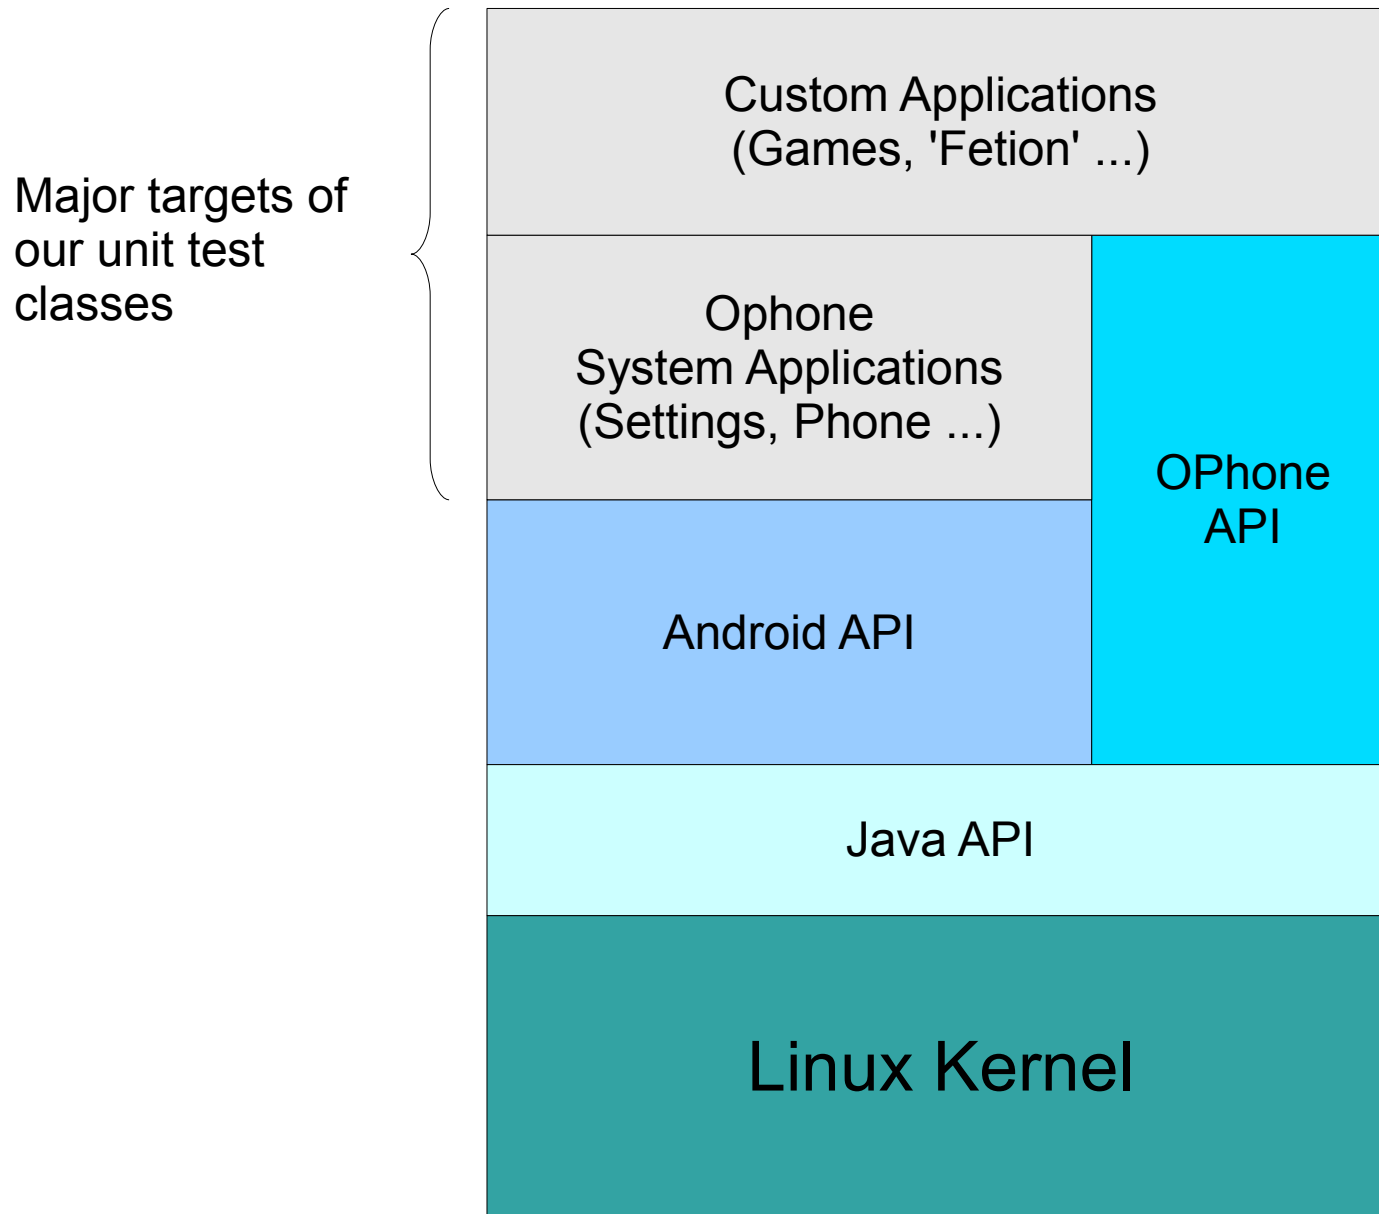 Custom Applications
(Games, 'Fetion' ...)
Major targets of
our unit test
classes
Ophone
System Applications
(Settings, Phone ...)
OPhone
API
Android API
Java API
Linux Kernel